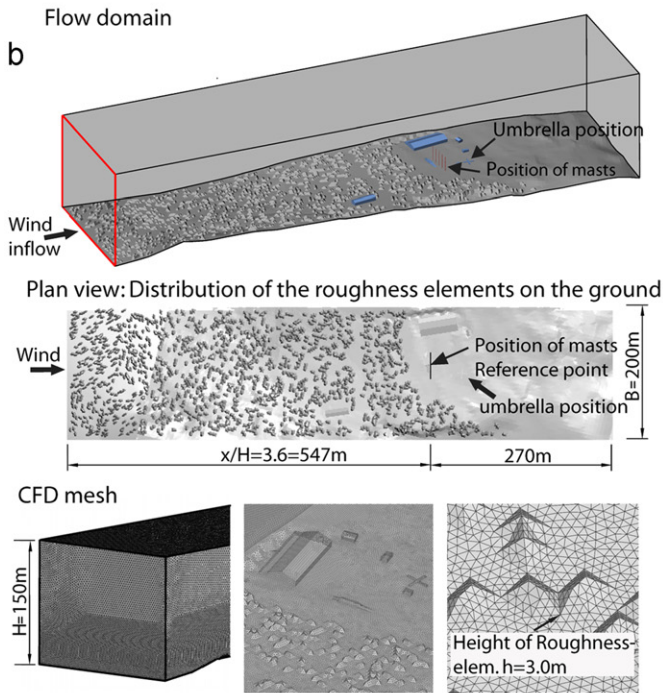 Flow domain
b
Umbrella position
Position of masts
Wind
inflow
Plan view: Distribution of the roughness elements on the ground
Wind
Position of masts
Reference point
umbrella position
B=200m
x/H=3.6=547m
270m
CFD mesh
H=150m
Height of Roughness-
elem. h=3.0m